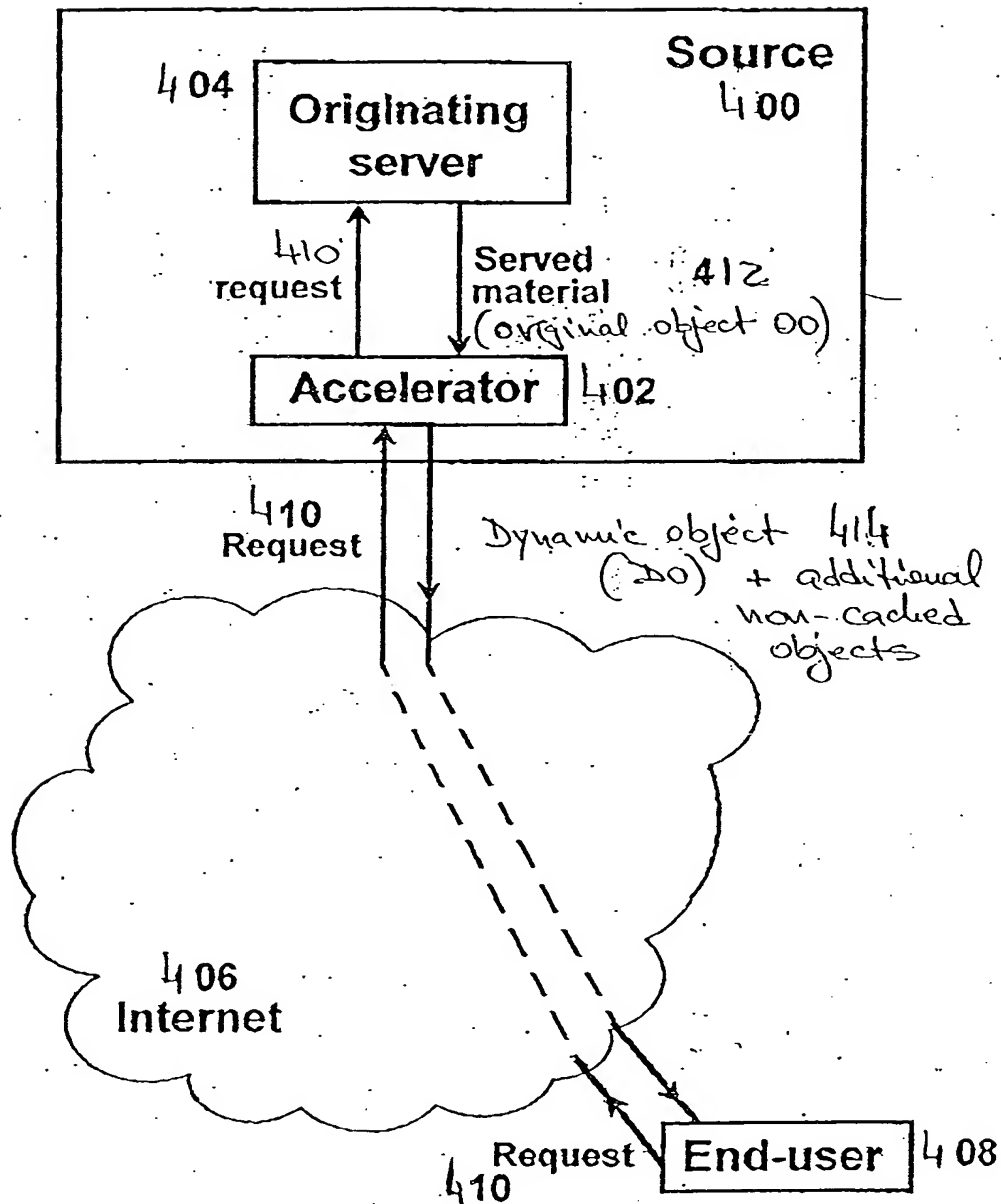 Source
400
404
Originating
server
410
request
Served
material
412
(original object OO)
Accelerator
402
410
Request
Dynamic object 414
(DO) + additional
non-cached
objects
406
Internet
Request
410
End-user
408